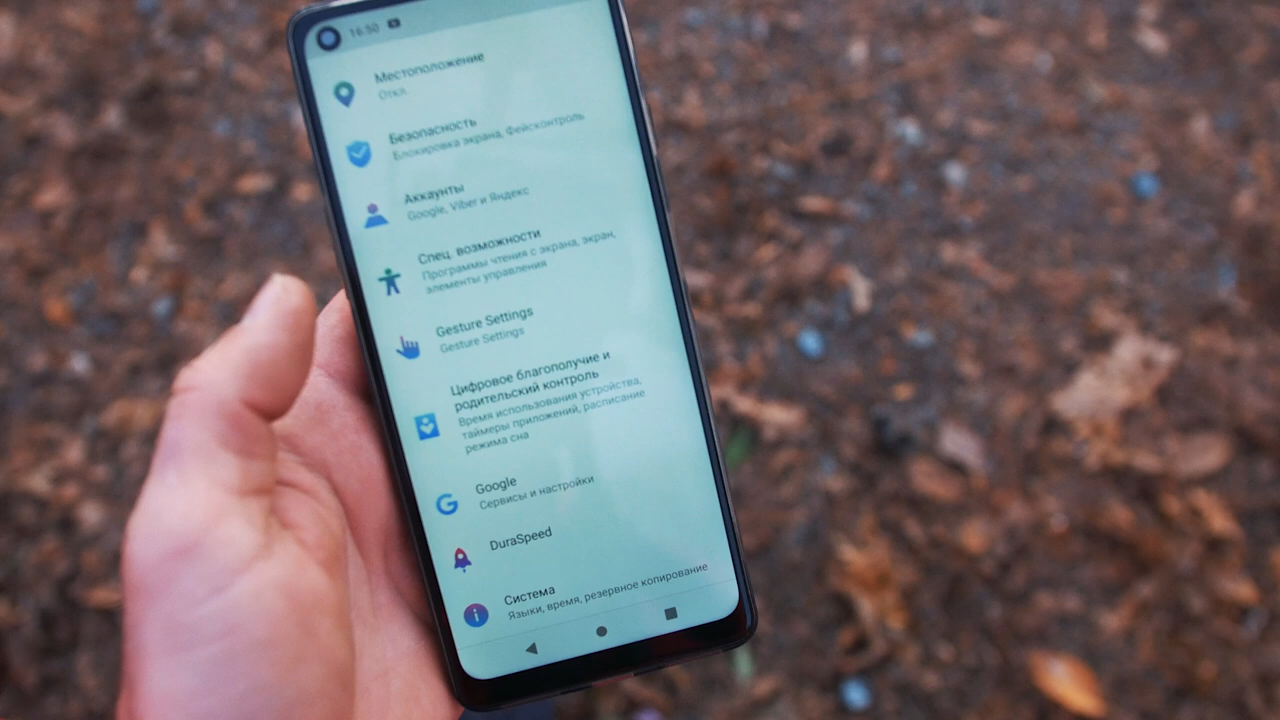 16:50
Местоположение
Откл.
Безопасность
Блокировка экрана, Фейсконтроль
Аккаунты
Google, Viber и Яндекс
Спец. возможности
Программы чтения с экрана, экран,
элементы управления
Gesture Settings
Gesture Settings
Цифровое благополучие и
родительский контроль
Время использования устройства,
таймеры приложений, расписание
режима сна
Google
Сервисы и настройки
DuraSpeed
Система
Языки, время, резервное копирование